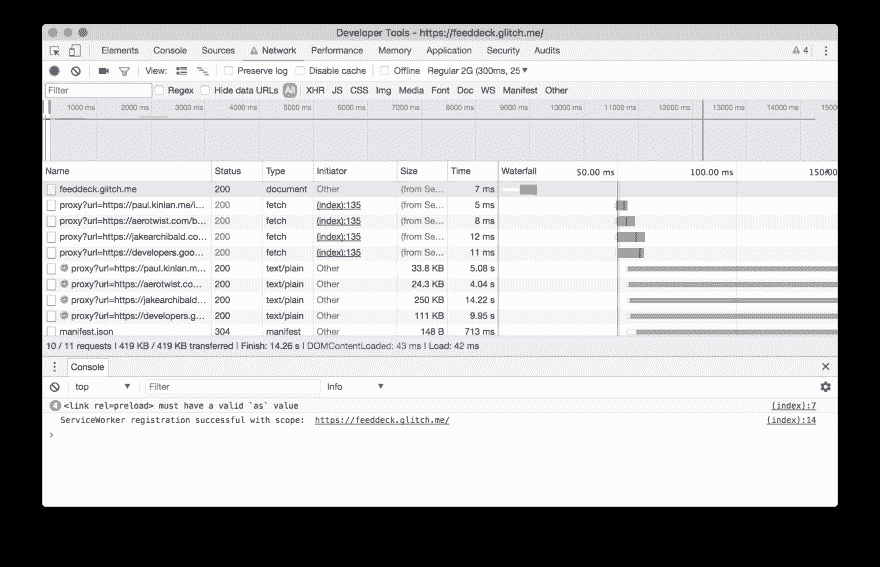 Developer Tools - https://feeddeck.glitch.me/
Elements Console Sources Network Performance Memory Application Security Audits 4
View: Preserve log Disable cache Offline Regular 2G (300ms, 25
Filter Regex Hide data URLs All XHR JS CSS Img Media Font Doc WS Manifest Other
1000 ms 2000 ms 3000 ms 4000 ms 5000 ms 6000 ms 7000 ms 8000 ms 9000 ms 10000 ms 11000 ms 12000 ms 13000 ms 14000 ms 1500
Name Status Type Initiator Size Time Waterfall 50.00 ms 100.00 ms 150.00
feeddeck.glitch.me 200 document Other (from Se... 7 ms
proxy?url=https://paul.kinlan.me/i... 200 fetch (index):135 (from Se... 5 ms
proxy?url=https://aerotwist.com/b... 200 fetch (index):135 (from Se... 8 ms
proxy?url=https://jakearchibald.co... 200 fetch (index):135 (from Se... 12 ms
proxy?url=https://developers.goo... 200 fetch (index):135 (from Se... 11 ms
proxy?url=https://paul.kinlan.m... 200 text/plain Other 33.8 KB 5.08 s
proxy?url=https://aerotwist.co... 200 text/plain Other 24.3 KB 4.04 s
proxy?url=https://jakearchibald... 200 text/plain Other 250 KB 14.22 s
proxy?url=https://developers.g... 200 text/plain Other 111 KB 9.95 s
manifest.json 304 manifest Other 148 B 713 ms
10 / 11 requests | 419 KB / 419 KB transferred | Finish: 14.26 s | DOMContentLoaded: 43 ms | Load: 42 ms
Console
top Filter Info
4 <link rel=preload> must have a valid `as` value (index):7
ServiceWorker registration successful with scope: https://feeddeck.glitch.me/ (index):14